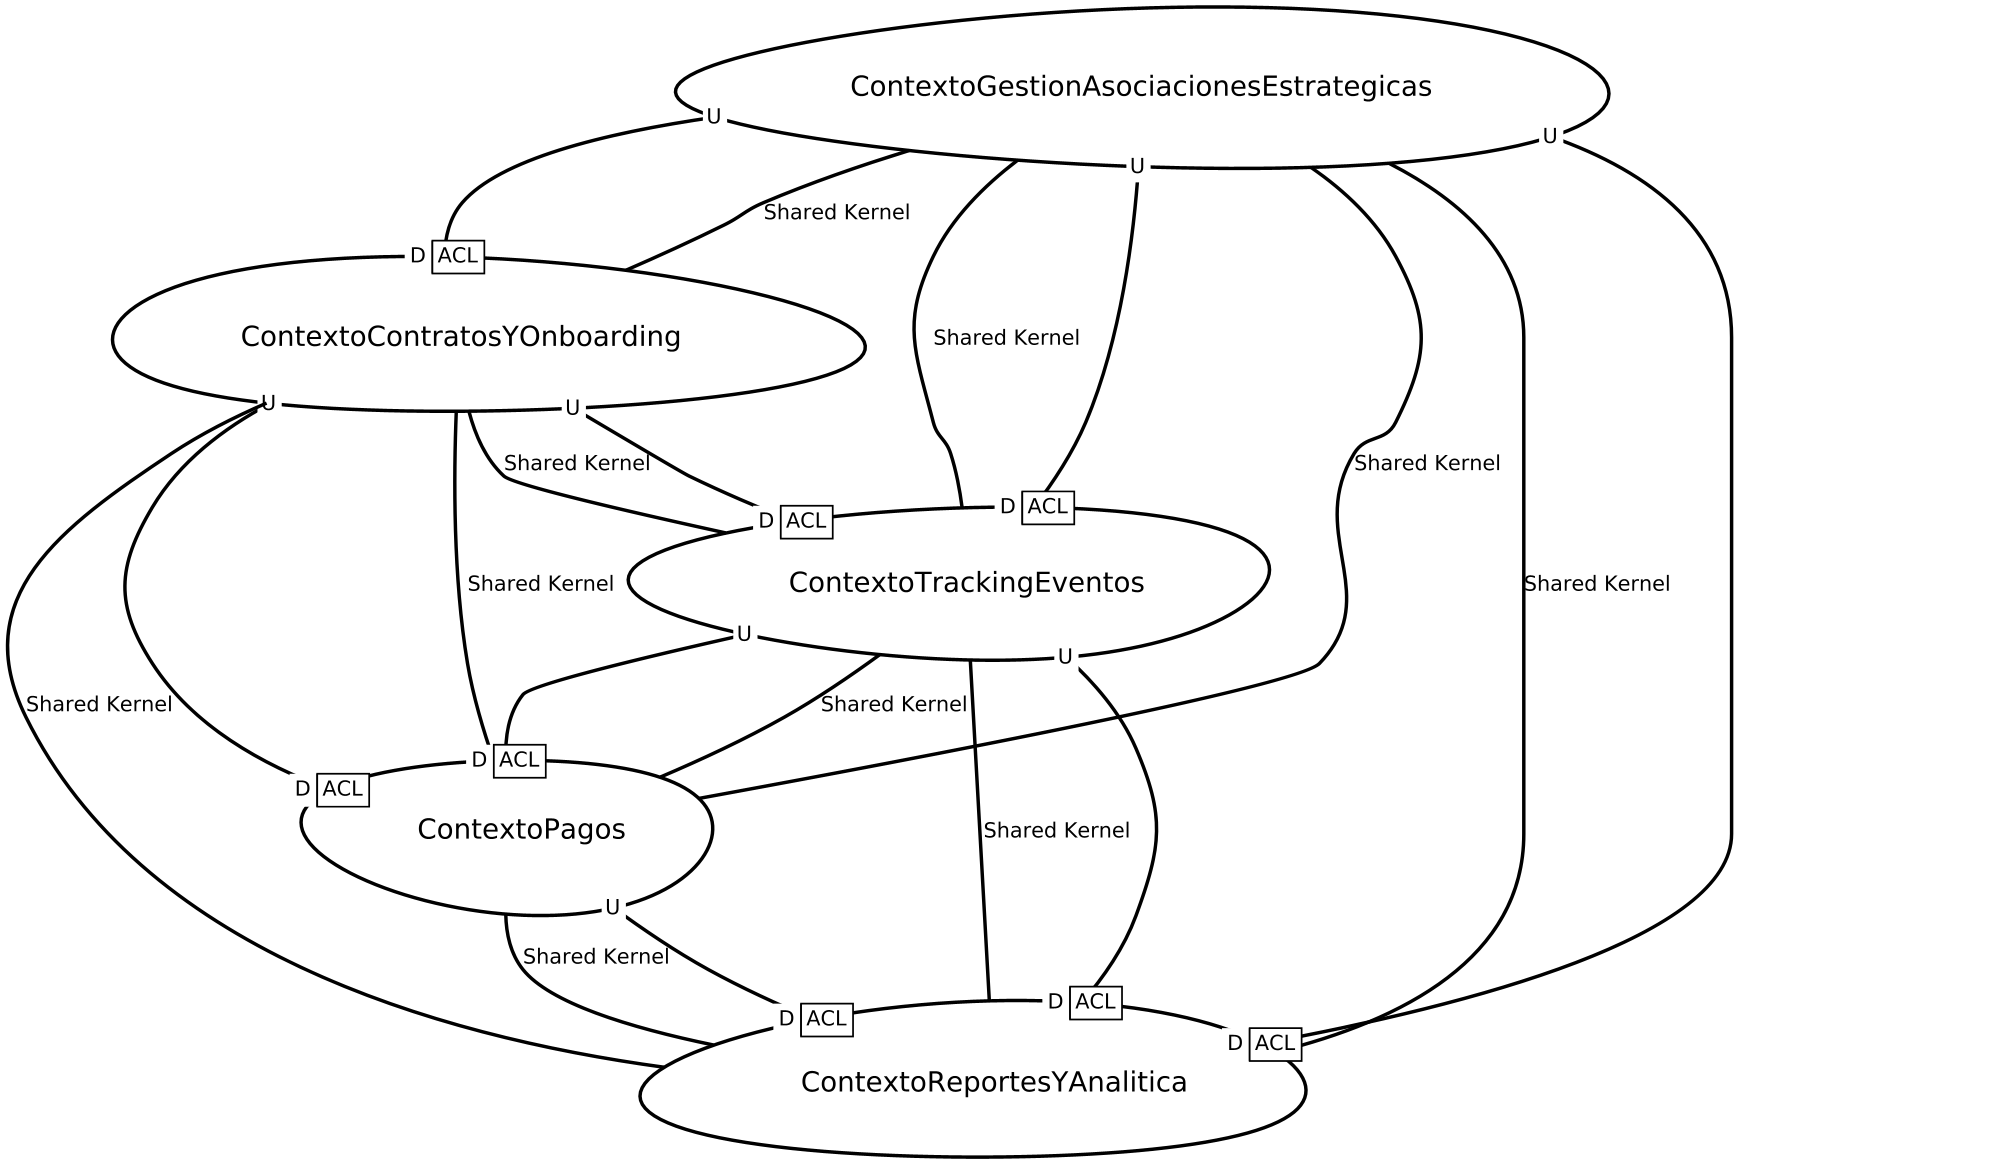 ContextoGestionAsociacionesEstrategicas
U
U
U
Shared Kernel
D ACL
ContextoContratosYOnboarding
Shared Kernel
U
U
Shared Kernel
Shared Kernel
D ACL
D ACL
ContextoTrackingEventos
Shared Kernel
Shared Kernel
U
U
Shared Kernel
Shared Kernel
D ACL
D ACL
ContextoPagos
Shared Kernel
U
Shared Kernel
D ACL
D ACL
D ACL
ContextoReportesYAnalitica